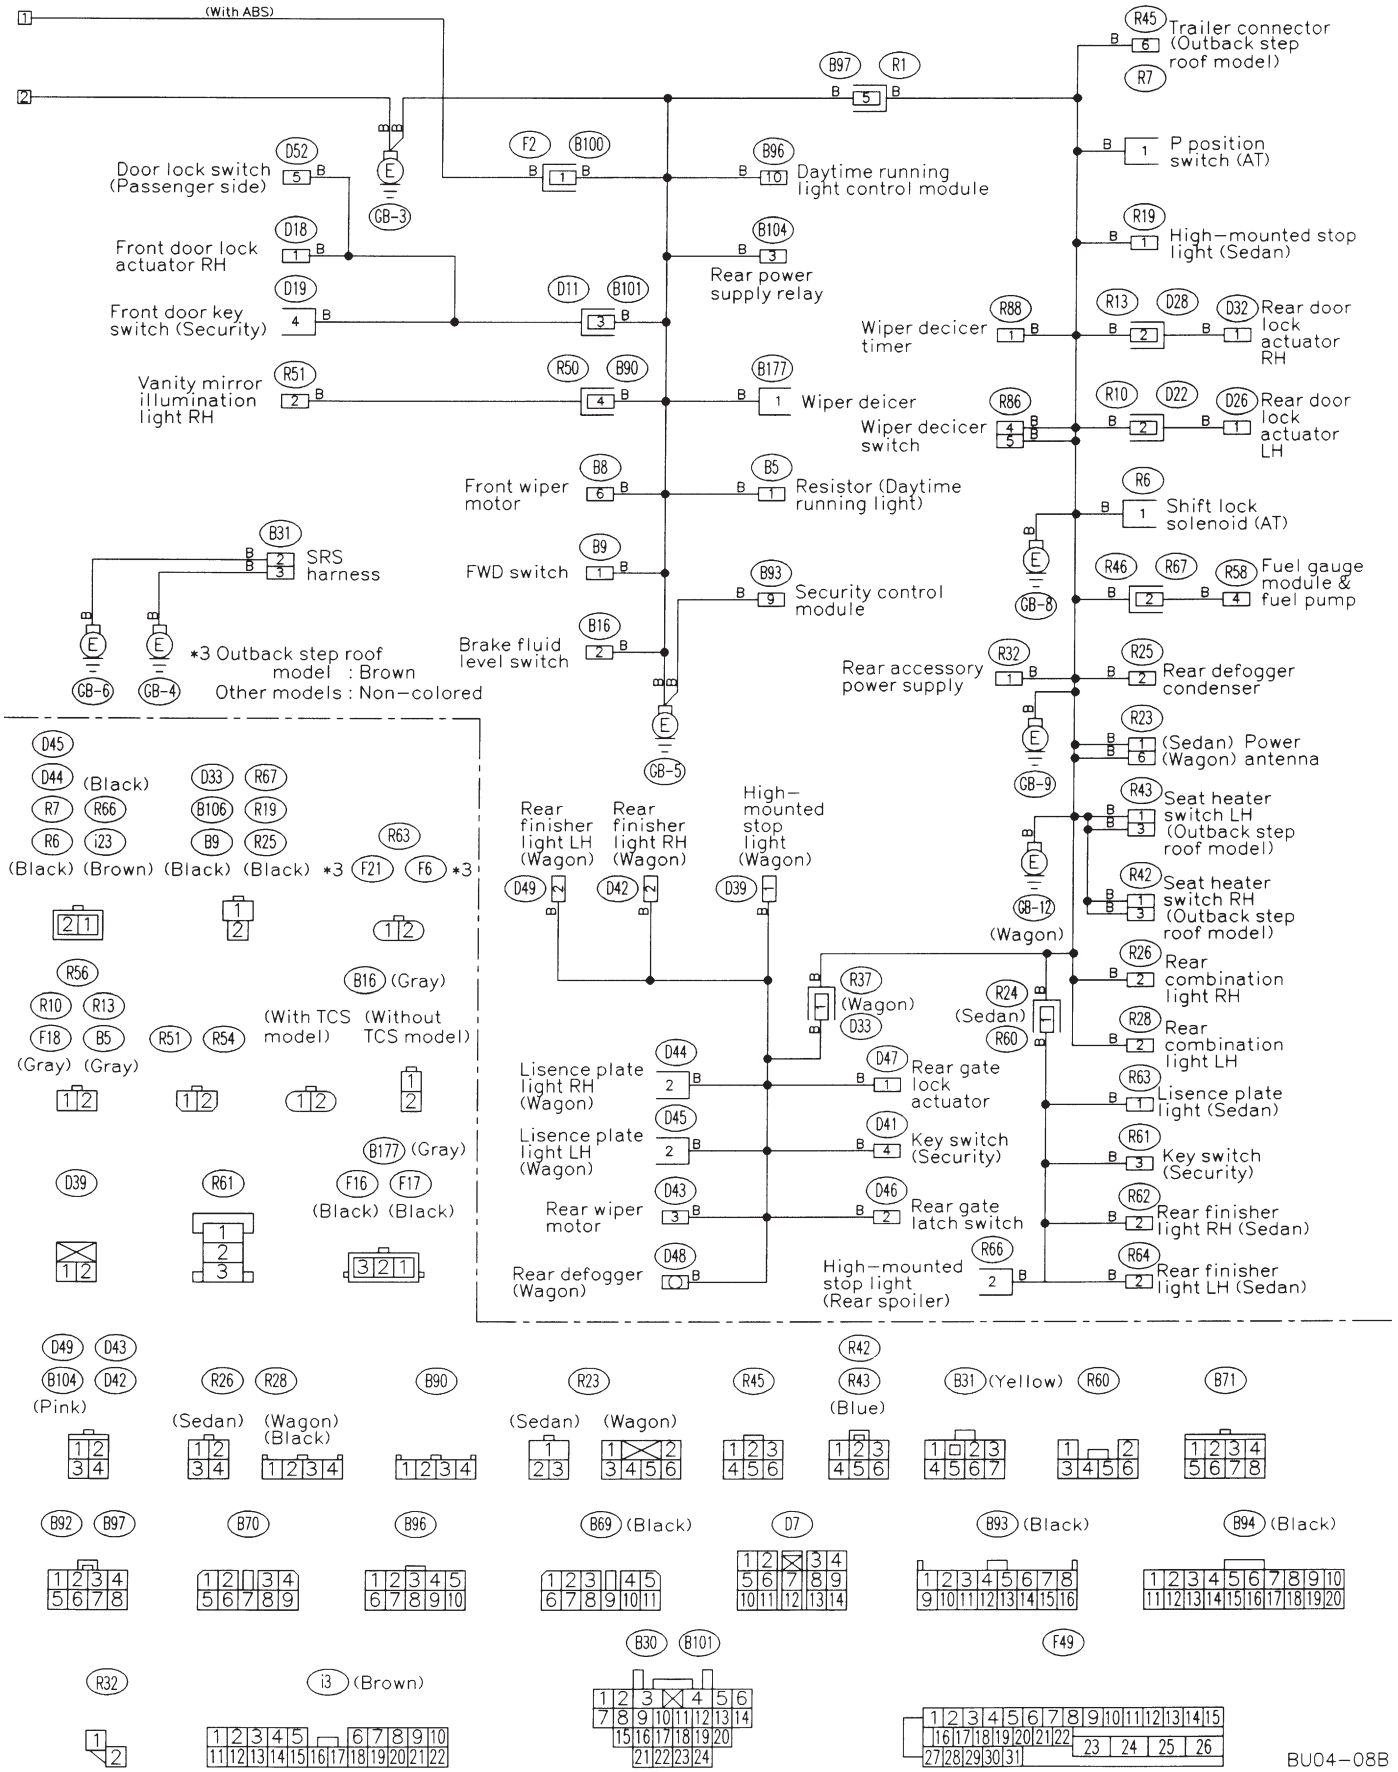 1
(With ABS)
2
R45
B
6
Trailer connector
(Outback step
roof model)
R7
B97
R1
B
5
B
B
1
P position
switch (AT)
B
B
E
GB-3
D52
Door lock switch
(Passenger side)
5
B
F2
B100
B
1
B
B96
B
10
Daytime running
light control module
D18
Front door lock
actuator RH
1
B
B104
B
3
Rear power
supply relay
R19
B
1
High-mounted stop
light (Sedan)
D19
Front door key
switch (Security)
4
B
D11
B101
3
B
R88
Wiper decicer
timer
1
B
R13
D28
B
2
B
D32
1
Rear door
lock
actuator
RH
R51
Vanity mirror
illumination
light RH
2
B
R50
B90
4
B
B177
B
1
Wiper deicer
R86
Wiper decicer
switch
4
B
5
B
R10
D22
B
2
B
D26
1
Rear door
lock
actuator
LH
B8
Front wiper
motor
6
B
B5
B
1
Resistor (Daytime
running light)
R6
B
1
Shift lock
solenoid (AT)
B
E
GB-8
B31
B
2
B
3
SRS
harness
B9
FWD switch
1
B
B93
B
9
Security control
module
R46
R67
B
2
B
R58
4
Fuel gauge
module &
fuel pump
B
E
GB-6
B
E
GB-4
*3 Outback step roof
model : Brown
Other models : Non-colored
B16
Brake fluid
level switch
2
B
B
B
E
GB-5
R32
Rear accessory
power supply
1
B
R25
B
2
Rear defogger
condenser
B
E
GB-9
R23
B
1
B
6
(Sedan) Power
(Wagon) antenna
R43
B
1
B
3
Seat heater
switch LH
(Outback step
roof model)
B
E
GB-12
(Wagon)
R42
B
1
B
3
Seat heater
switch RH
(Outback step
roof model)
D45
D44
(Black)
R7
R66
R6
i23
(Black)
(Brown)
2 1
D33
R67
B106
R19
B9
R25
(Black)
(Black)
1
2
R63
*3
F21
F6
*3
1 2
Rear
finisher
light LH
(Wagon)
D49
2
B
Rear
finisher
light RH
(Wagon)
D42
2
B
High-
mounted
stop
light
(Wagon)
D39
1
B
B
R37
1
(Wagon)
B
D33
B
R24
(Sedan)
1
R60
B
R26
B
2
Rear
combination
light RH
R28
B
2
Rear
combination
light LH
R56
R10
R13
F18
B5
(Gray)
(Gray)
1 2
R51
R54
1 2
B16
(Gray)
(With TCS
model)
(Without
TCS model)
1 2
1
2
D44
Lisence plate
light RH
(Wagon)
2
B
D47
B
1
Rear gate
lock
actuator
R63
B
1
Lisence plate
light (Sedan)
D45
Lisence plate
light LH
(Wagon)
2
B
D41
B
4
Key switch
(Security)
R61
B
3
Key switch
(Security)
D39
1 2
R61
1
2
3
B177
(Gray)
F16
F17
(Black)
(Black)
3 2 1
D43
Rear wiper
motor
3
B
D46
B
2
Rear gate
latch switch
R62
B
2
Rear finisher
light RH (Sedan)
D48
Rear defogger
(Wagon)
B
R66
High-mounted
stop light
(Rear spoiler)
2
B
R64
B
2
Rear finisher
light LH (Sedan)
D49
D43
B104
D42
(Pink)
1 2
3 4
R26
R28
(Sedan)
(Wagon)
(Black)
1 2
3 4
1 2 3 4
B90
1 2 3 4
R23
(Sedan)
(Wagon)
1
2 3
1 2
3 4 5 6
R45
1 2 3
4 5 6
R42
R43
(Blue)
1 2 3
4 5 6
B31
(Yellow)
1 2 3
4 5 6 7
R60
1 2
3 4 5 6
B71
1 2 3 4
5 6 7 8
B92
B97
1 2 3 4
5 6 7 8
B70
1 2 3 4
5 6 7 8 9
B96
1 2 3 4 5
6 7 8 9 10
B69
(Black)
1 2 3 4 5
6 7 8 9 10 11
D7
1 2 3 4
5 6 7 8 9
10 11 12 13 14
B93
(Black)
1 2 3 4 5 6 7 8
9 10 11 12 13 14 15 16
B94
(Black)
1 2 3 4 5 6 7 8 9 10
11 12 13 14 15 16 17 18 19 20
R32
1
2
i3
(Brown)
1 2 3 4 5 6 7 8 9 10
11 12 13 14 15 16 17 18 19 20 21 22
B30
B101
1 2 3 4 5 6
7 8 9 10 11 12 13 14
15 16 17 18 19 20
21 22 23 24
F49
1 2 3 4 5 6 7 8 9 10 11 12 13 14 15
16 17 18 19 20 21 22 23 24 25 26
27 28 29 30 31
BU04-08B